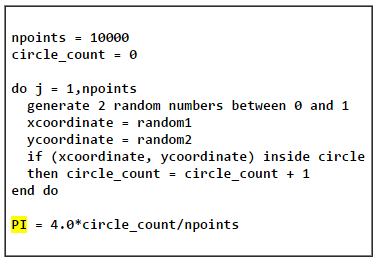 npoints = 10000
circle_count = 0
do j = 1,npoints
generate 2 random numbers between 0 and 1
xcoordinate = random1
ycoordinate = random2
if (xcoordinate, ycoordinate) inside circle
then circle_count = circle_count + 1
end do
PI = 4.0*circle_count/npoints